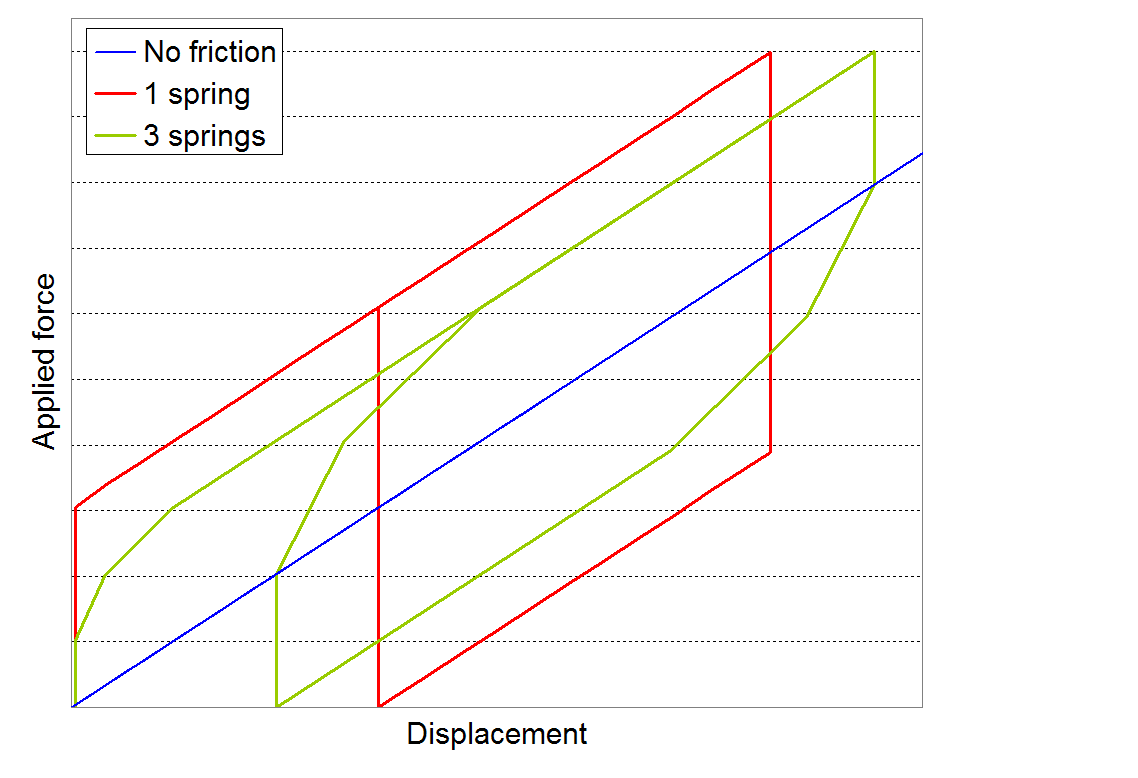 No friction
1 spring
3 springs
Applied force
Displacement